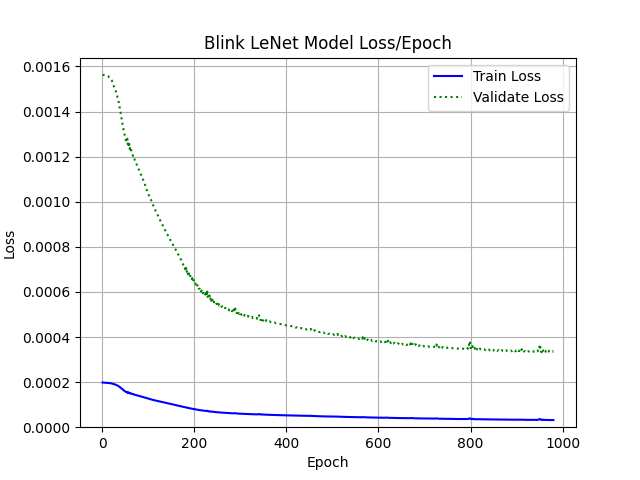 Blink LeNet Model Loss/Epoch
Train Loss
Validate Loss
0.0016
0.0014
0.0012
0.0010
0.0008
0.0006
0.0004
0.0002
0.0000
Loss
0 200 400 600 800 1000
Epoch